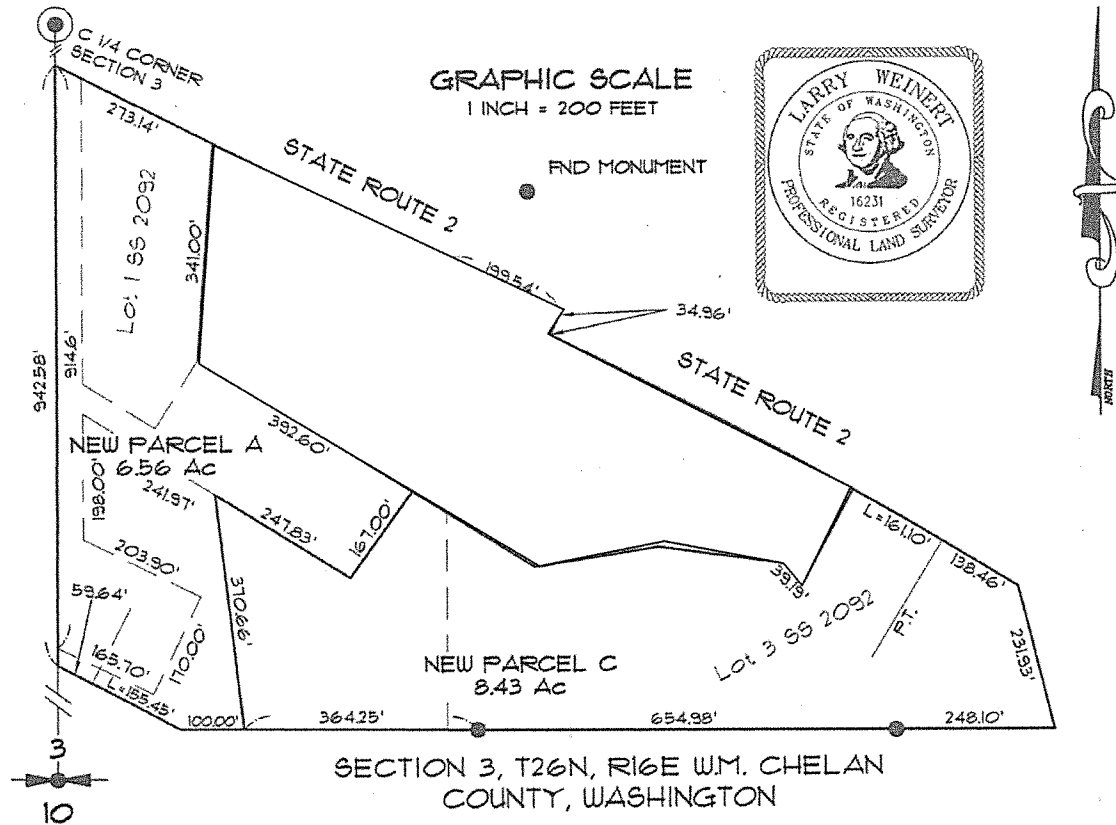 C 1/4 CORNER
SECTION 3
GRAPHIC SCALE
1 INCH = 200 FEET
FND MONUMENT
LARRY WEINERT
STATE OF WASHINGTON
16231
REGISTERED
PROFESSIONAL LAND SURVEYOR
NORTH
273.14'
STATE ROUTE 2
199.54'
34.96'
STATE ROUTE 2
Lot 1 SS 2092
341.00'
942.58'
914.6'
392.60'
NEW PARCEL A
6.56 Ac
198.00'
241.97'
247.83'
167.00'
L=161.10'
138.46'
39.19'
P.T.
231.93'
Lot 3 SS 2092
203.90'
59.64'
170.00'
370.66'
165.70'
L=155.45'
NEW PARCEL C
8.43 Ac
100.00'
364.25'
654.98'
248.10'
3
10
SECTION 3, T26N, R16E W.M. CHELAN
COUNTY, WASHINGTON